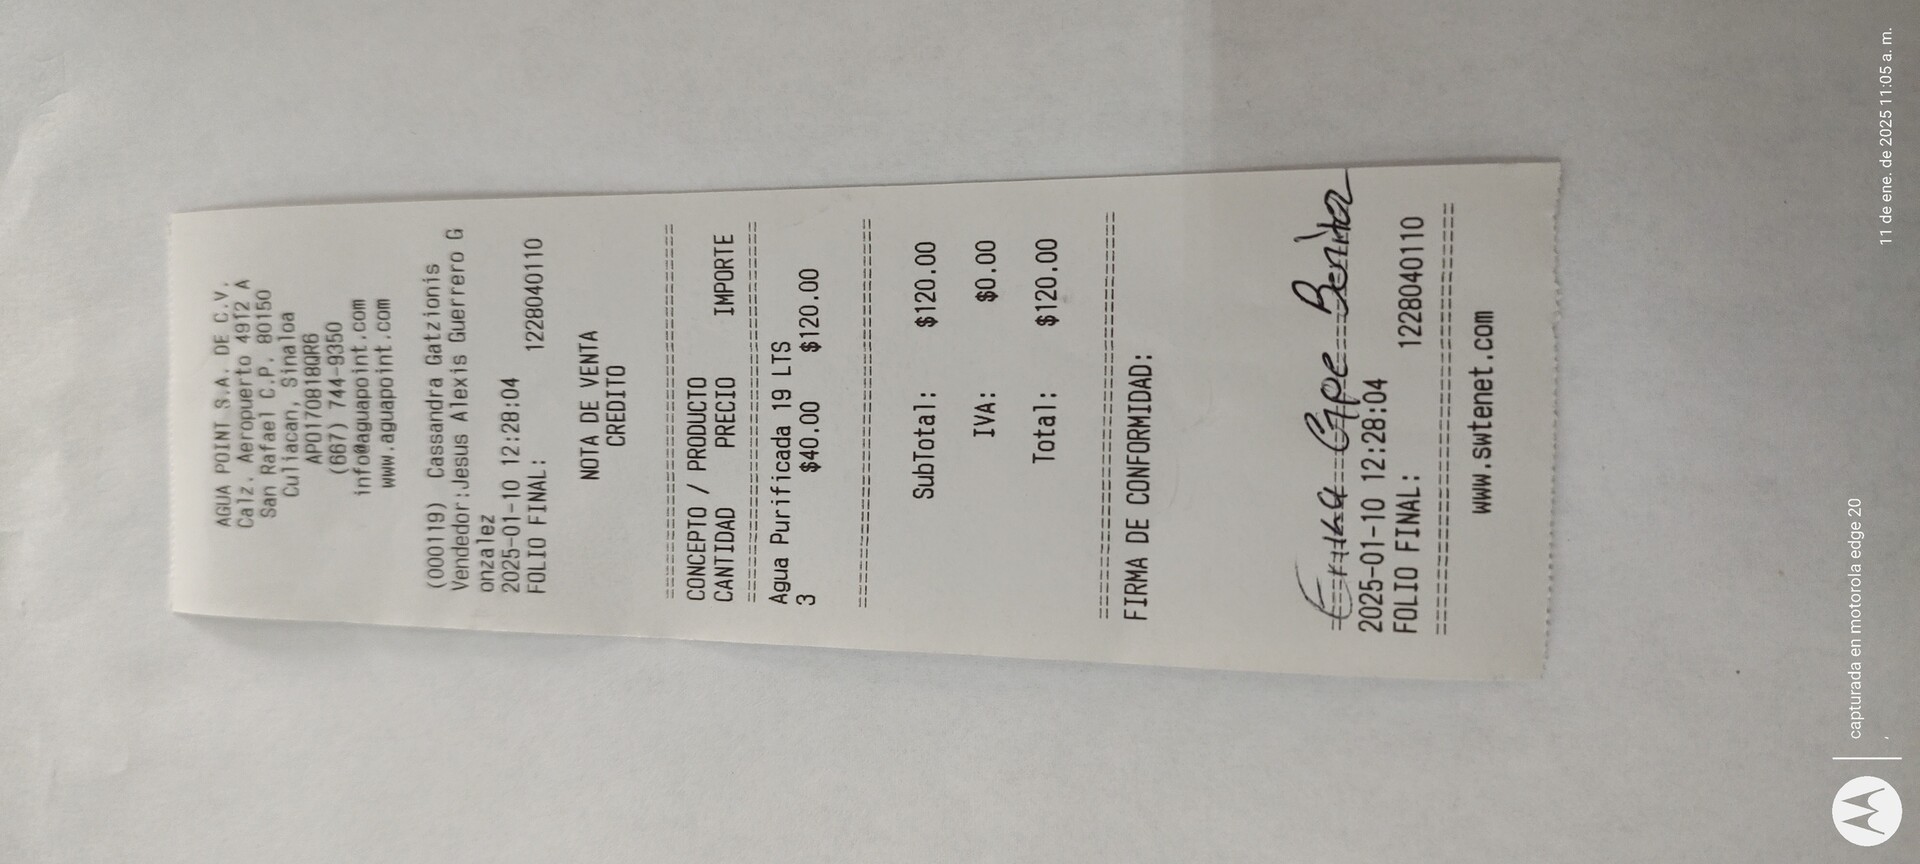 AGUA POINT S.A. DE C.V.
Calz. Aeropuerto 4912 A
San Rafael C.P. 80150
Culiacan, Sinaloa
APO170818QR6
(667) 744-9350
info@aguapoint.com
www.aguapoint.com
(000119) Cassandra Gatzionis
Vendedor:Jesus Alexis Guerrero G
onzalez
2025-01-10 12:28:04
FOLIO FINAL: 1228040110
NOTA DE VENTA
CREDITO
================================
CONCEPTO / PRODUCTO
CANTIDAD PRECIO IMPORTE
================================
Agua Purificada 19 LTS
3 $40.00 $120.00
================================
SubTotal: $120.00
IVA: $0.00
Total: $120.00
================================
FIRMA DE CONFORMIDAD:
Benitez
2025-01-10 12:28:04
FOLIO FINAL: 1228040110
================================
www.swtenet.com
capturada en motorola edge 20
,
11 de ene. de 2025 11:05 a. m.